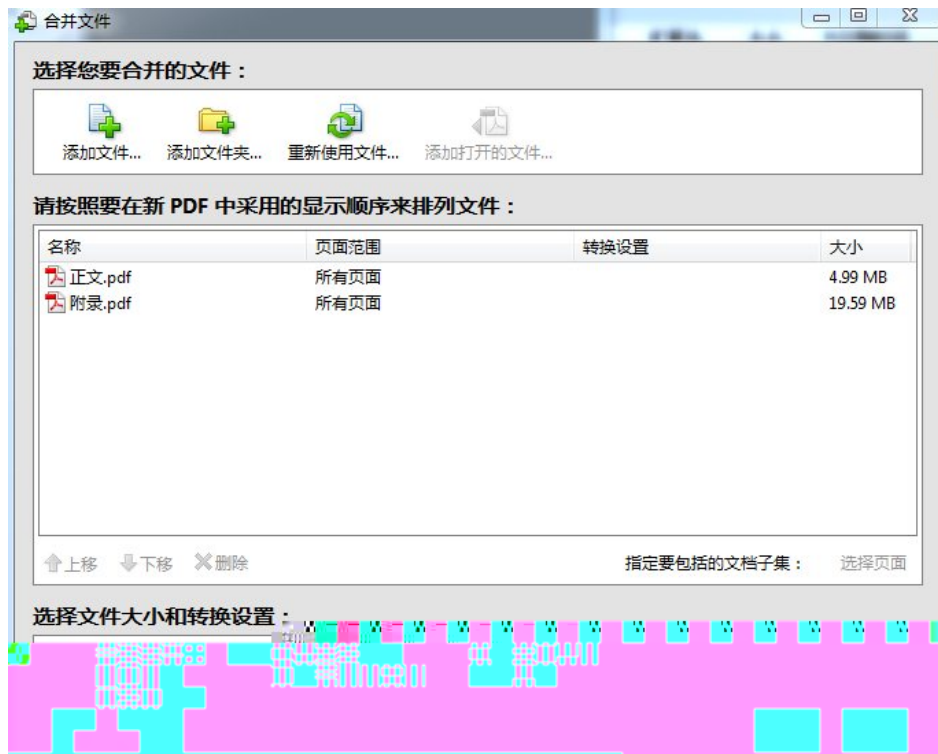 合并文件
选择您要合并的文件：
添加文件... 添加文件夹... 重新使用文件... 添加打开的文件...
请按照要在新 PDF 中采用的显示顺序来排列文件：
名称 页面范围 转换设置 大小
正文.pdf 所有页面 4.99 MB
附录.pdf 所有页面 19.59 MB
上移 下移 删除 指定要包括的文档子集： 选择页面
选择文件大小和转换设置：